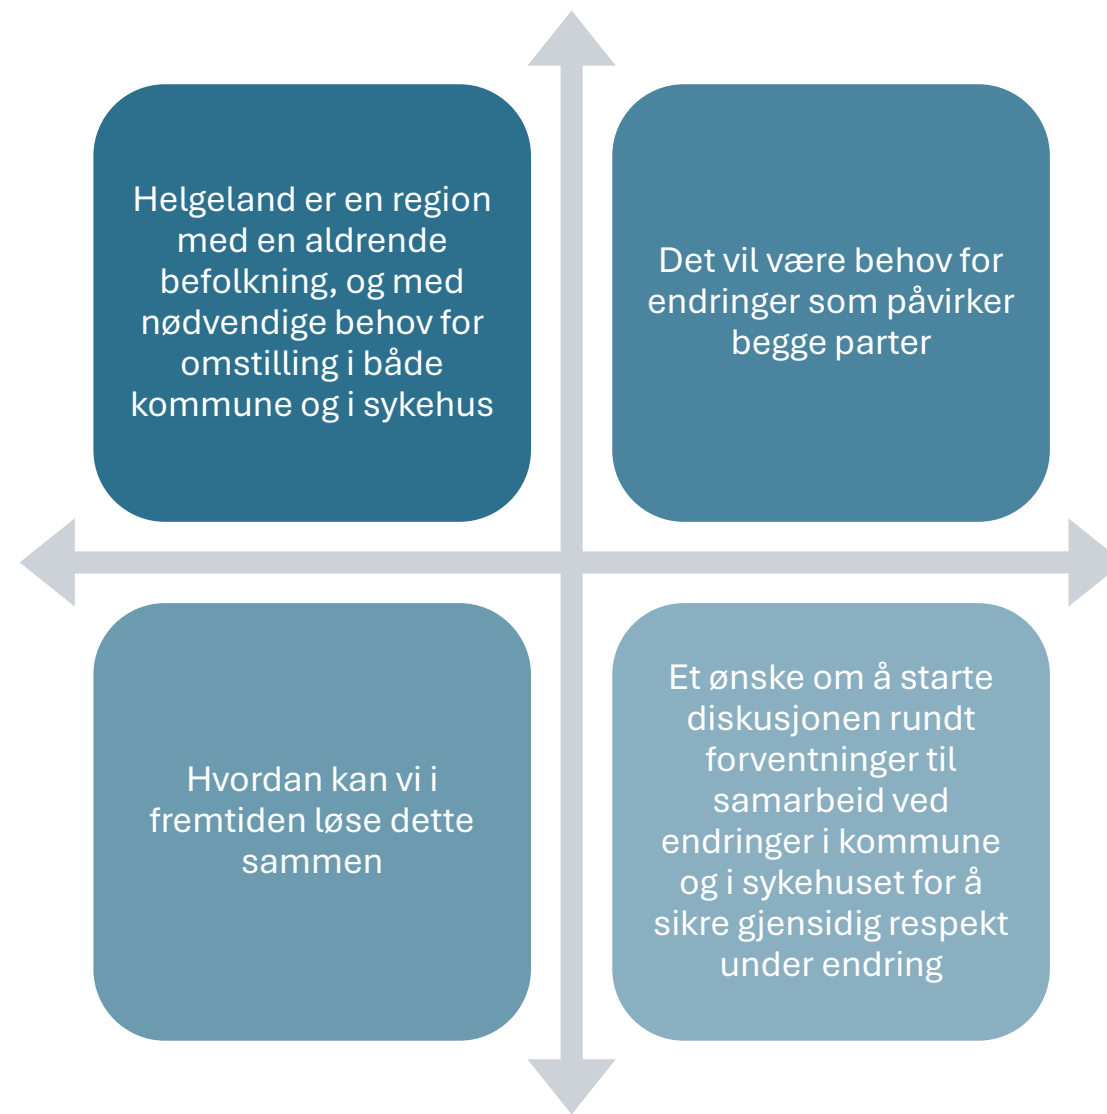 Helgeland er en region
med en aldrende
befolkning, og med
nødvendige behov for
omstilling i både
kommune og i sykehus
Det vil være behov for
endringer som påvirker
begge parter
Hvordan kan vi i
fremtiden løse dette
sammen
Et ønske om å starte
diskusjonen rundt
forventninger til
samarbeid ved
endringer i kommune
og i sykehuset for å
sikre gjensidig respekt
under endring